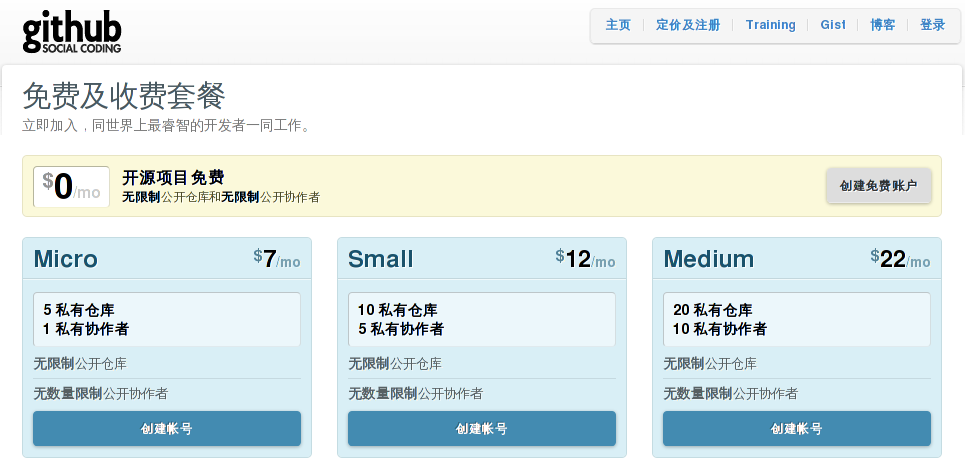 github
SOCIAL CODING
主页 定价及注册 Training Gist 博客 登录
免费及收费套餐
立即加入，同世界上最睿智的开发者一同工作。
$0/mo
开源项目免费
无限制公开仓库和无限制公开协作者
创建免费账户
Micro $7/mo
5 私有仓库
1 私有协作者
无限制公开仓库
无数量限制公开协作者
创建帐号
Small $12/mo
10 私有仓库
5 私有协作者
无限制公开仓库
无数量限制公开协作者
创建帐号
Medium $22/mo
20 私有仓库
10 私有协作者
无限制公开仓库
无数量限制公开协作者
创建帐号